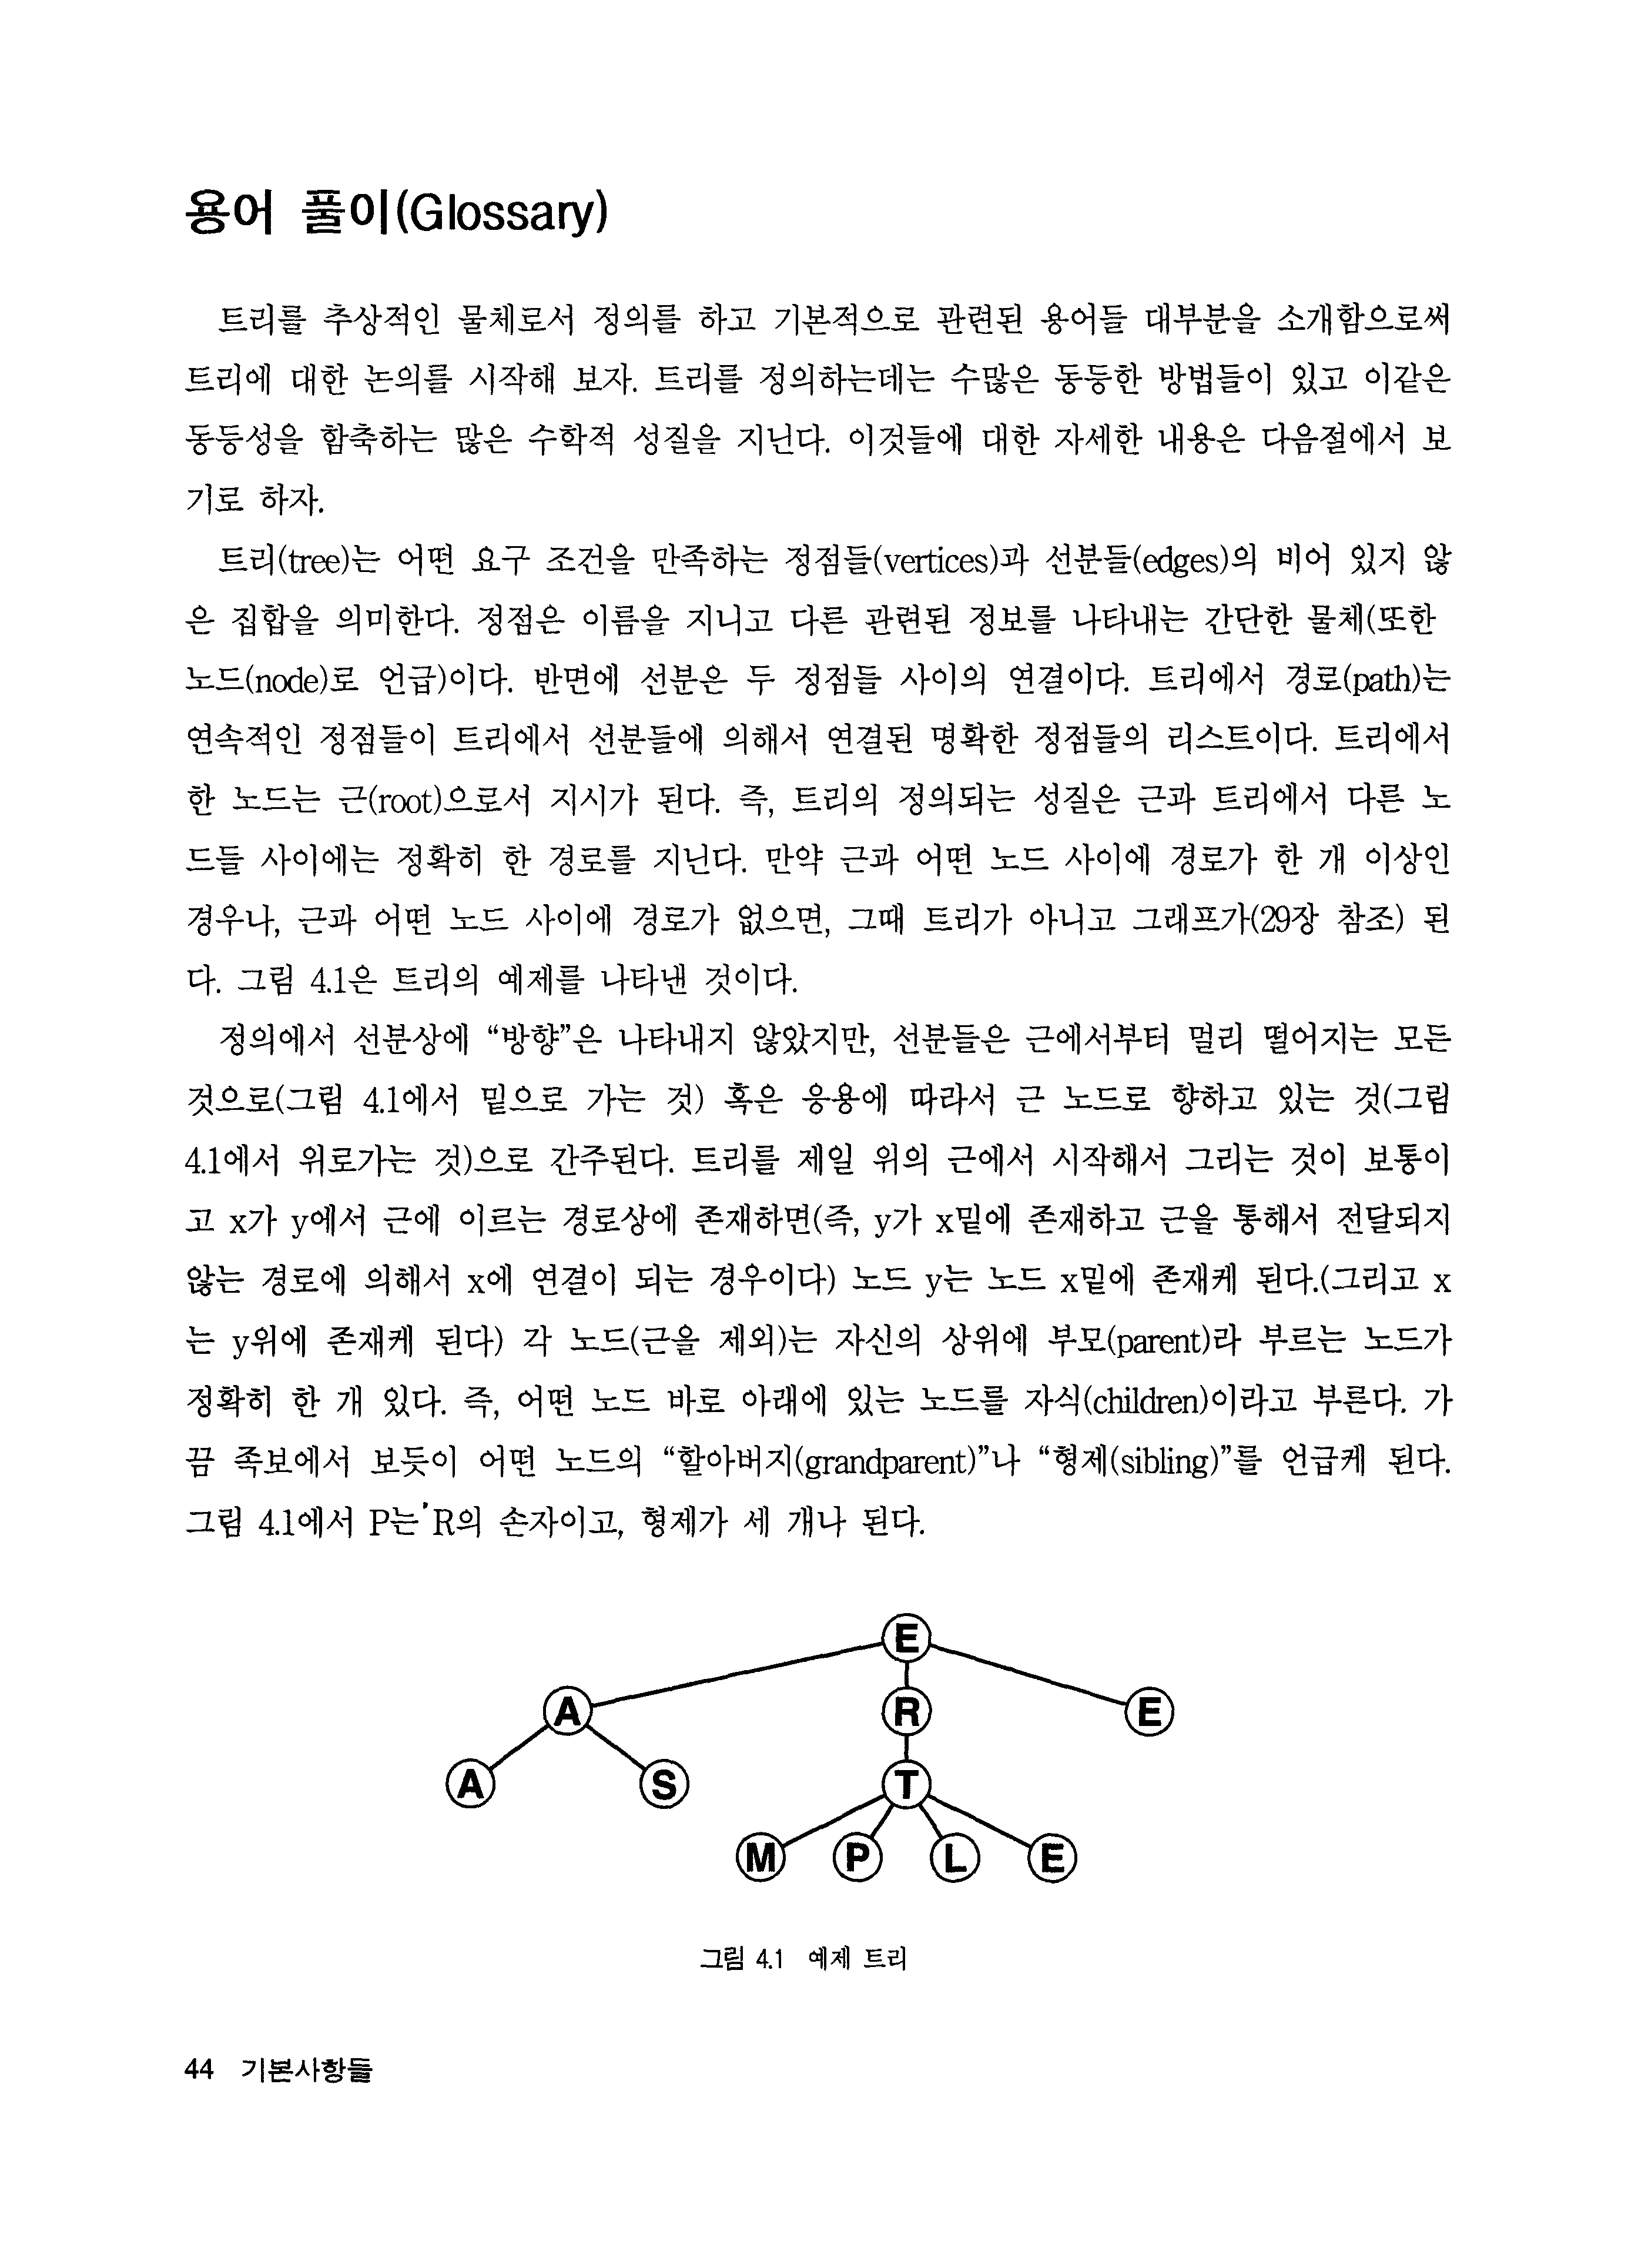 용어 풀이(Glossary)
트리를 추상적인 물체로서 정의를 하고 기본적으로 관련된 용어들 대부분을 소개함으로써
트리에 대한 논의를 시작해 보자. 트리를 정의하는데는 수많은 동등한 방법들이 있고 이같은
동등성을 함축하는 많은 수학적 성질을 지닌다. 이것들에 대한 자세한 내용은 다음절에서 보
기로 하자.
트리(tree)는 어떤 요구 조건을 만족하는 정점들(vertices)과 선분들(edges)의 비어 있지 않
은 집합을 의미한다. 정점은 이름을 지니고 다른 관련된 정보를 나타내는 간단한 물체(또한
노드(node)로 언급)이다. 반면에 선분은 두 정점들 사이의 연결이다. 트리에서 경로(path)는
연속적인 정점들이 트리에서 선분들에 의해서 연결된 명확한 정점들의 리스트이다. 트리에서
한 노드는 근(root)으로서 지시가 된다. 즉, 트리의 정의되는 성질은 근과 트리에서 다른 노
드들 사이에는 정확히 한 경로를 지닌다. 만약 근과 어떤 노드 사이에 경로가 한 개 이상인
경우나, 근과 어떤 노드 사이에 경로가 없으면, 그때 트리가 아니고 그래프가(29장 참조) 된
다. 그림 4.1은 트리의 예제를 나타낸 것이다.
정의에서 선분상에 “방향”은 나타내지 않았지만, 선분들은 근에서부터 멀리 떨어지는 모든
것으로(그림 4.1에서 밑으로 가는 것) 혹은 응용에 따라서 근 노드로 향하고 있는 것(그림
4.1에서 위로가는 것)으로 간주된다. 트리를 제일 위의 근에서 시작해서 그리는 것이 보통이
고 x가 y에서 근에 이르는 경로상에 존재하면(즉, y가 x밑에 존재하고 근을 통해서 전달되지
않는 경로에 의해서 x에 연결이 되는 경우이다) 노드 y는 노드 x밑에 존재케 된다.(그리고 x
는 y위에 존재케 된다) 각 노드(근을 제외)는 자신의 상위에 부모(parent)라 부르는 노드가
정확히 한 개 있다. 즉, 어떤 노드 바로 아래에 있는 노드를 자식(children)이라고 부른다. 가
끔 족보에서 보듯이 어떤 노드의 “할아버지(grandparent)”나 “형제(sibling)”를 언급케 된다.
그림 4.1에서 P는 R의 손자이고, 형제가 세 개나 된다.
E
A R E
A S T
M P L E
그림 4.1 예제 트리
44 기본사항들